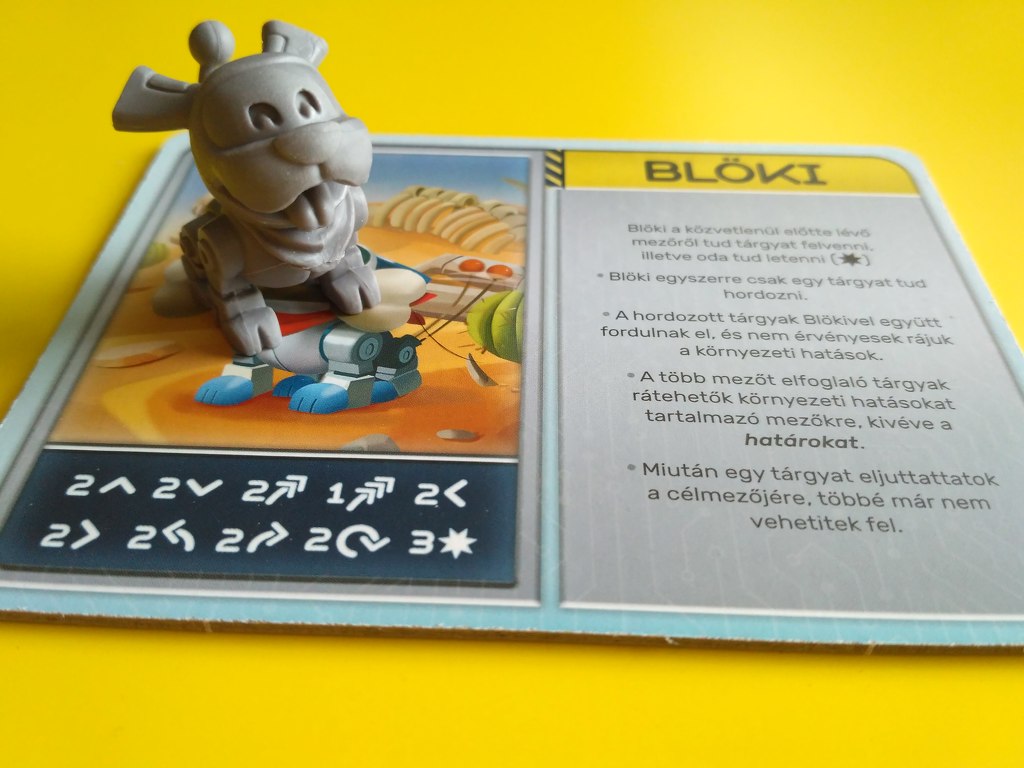 BLÖKI
Blöki a közvetlenül előtte lévő
mezőről tud tárgyat felvenni,
illetve oda tud letenni (✸)
• Blöki egyszerre csak egy tárgyat tud
hordozni.
• A hordozott tárgyak Blökivel együtt
fordulnak el, és nem érvényesek rájuk
a környezeti hatások.
• A több mezőt elfoglaló tárgyak
rátehetők környezeti hatásokat
tartalmazó mezőkre, kivéve a
határokat.
• Miután egy tárgyat eljuttattatok
a célmezőjére, többé már nem
vehetitek fel.
2 2 2 1 2
2 2 2 2 3